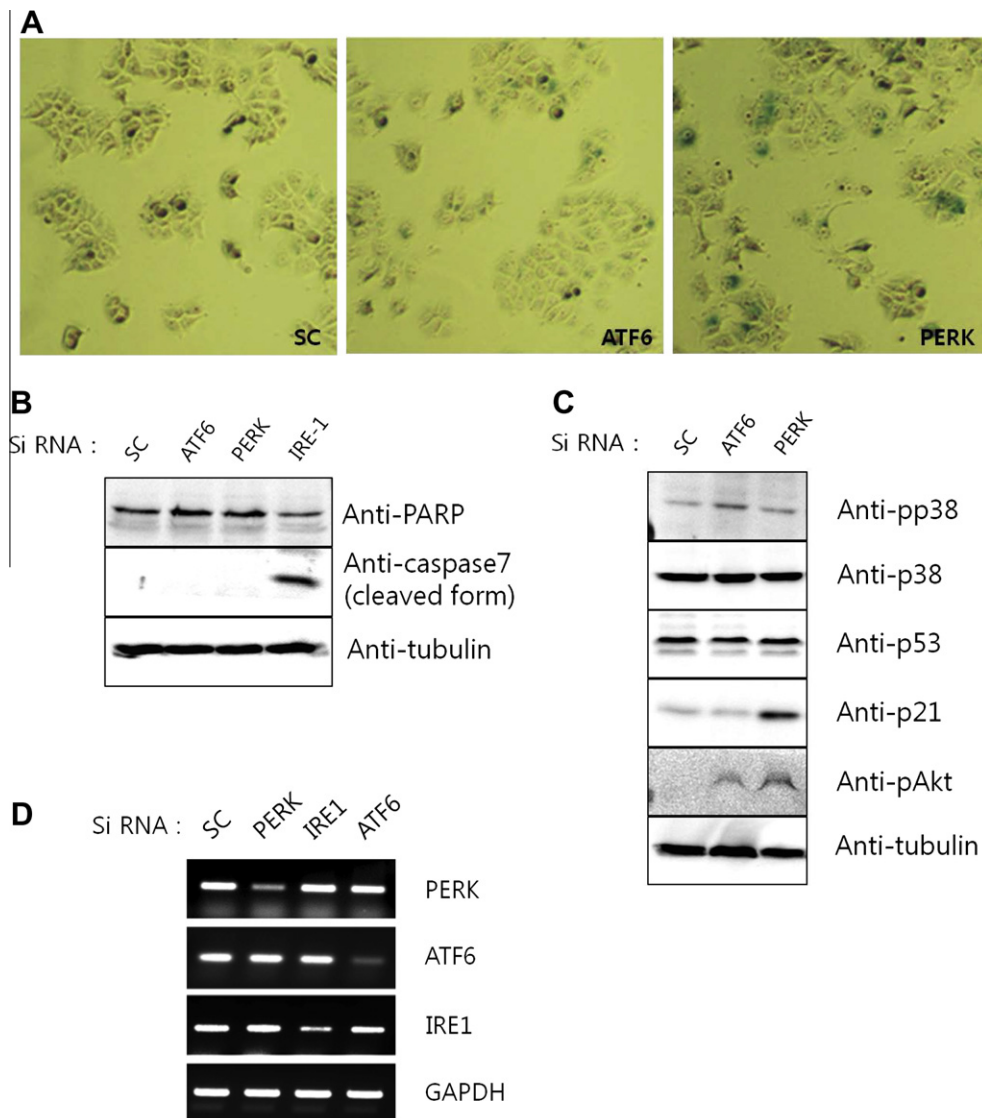 A
SC
ATF6
PERK
B
Si RNA :
SC
ATF6
PERK
IRE-1
Anti-PARP
Anti-caspase7
(cleaved form)
Anti-tubulin
C
Si RNA :
SC
ATF6
PERK
Anti-pp38
Anti-p38
Anti-p53
Anti-p21
Anti-pAkt
Anti-tubulin
D
Si RNA :
SC
PERK
IRE1
ATF6
PERK
ATF6
IRE1
GAPDH